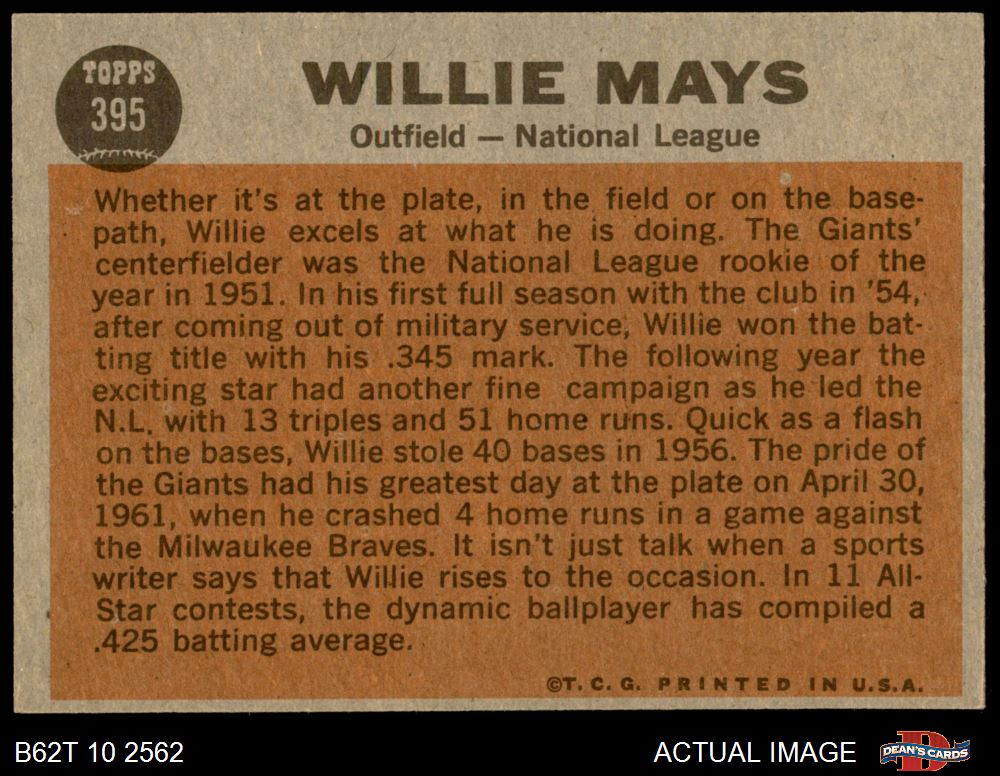 TOPPS
395
WILLIE MAYS
Outfield — National League
Whether it's at the plate, in the field or on the base-
path, Willie excels at what he is doing. The Giants'
centerfielder was the National League rookie of the
year in 1951. In his first full season with the club in '54,
after coming out of military service, Willie won the bat-
ting title with his .345 mark. The following year the
exciting star had another fine campaign as he led the
N.L. with 13 triples and 51 home runs. Quick as a flash
on the bases, Willie stole 40 bases in 1956. The pride of
the Giants had his greatest day at the plate on April 30,
1961, when he crashed 4 home runs in a game against
the Milwaukee Braves. It isn't just talk when a sports
writer says that Willie rises to the occasion. In 11 All-
Star contests, the dynamic ballplayer has compiled a
.425 batting average.
©T. C. G. PRINTED IN U.S.A.
B62T 10 2562
ACTUAL IMAGE
D
DEAN'S CARDS